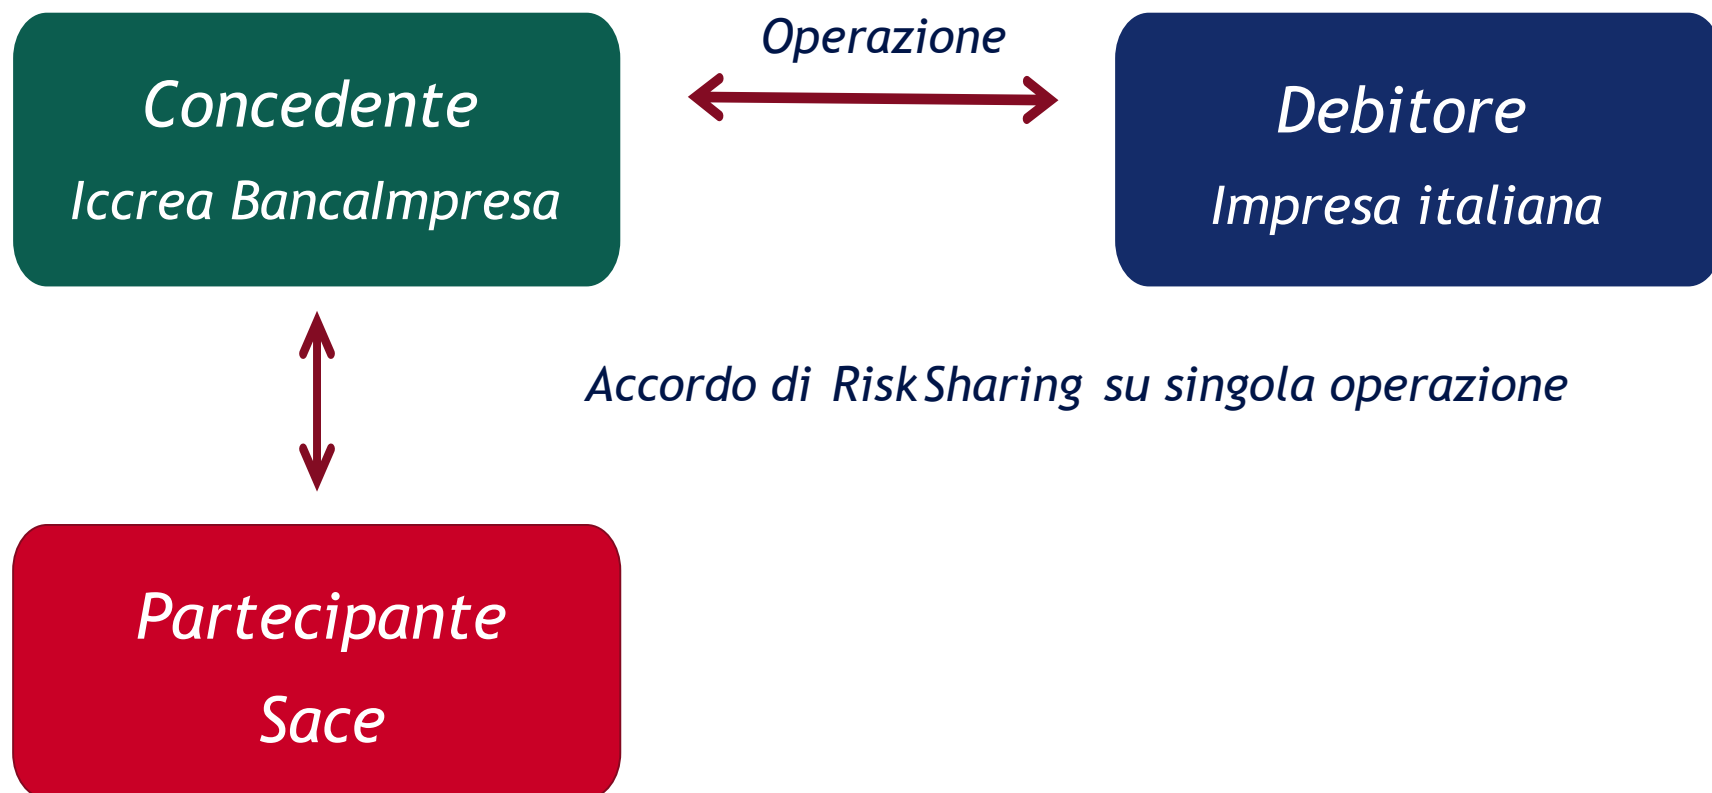 Operazione
Concedente
Iccrea BancaImpresa
Debitore
Impresa italiana
Accordo di Risk Sharing su singola operazione
Partecipante
Sace